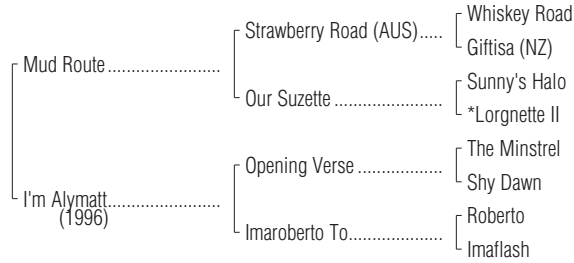 Whiskey Road
Strawberry Road (AUS).....
Giftisa (NZ)
Mud Route.......................
Sunny's Halo
Our Suzette ......................
*Lorgnette II
The Minstrel
Opening Verse .................
Shy Dawn
I'm Alymatt.......................
(1996)
Roberto
Imaroberto To...................
Imaflash